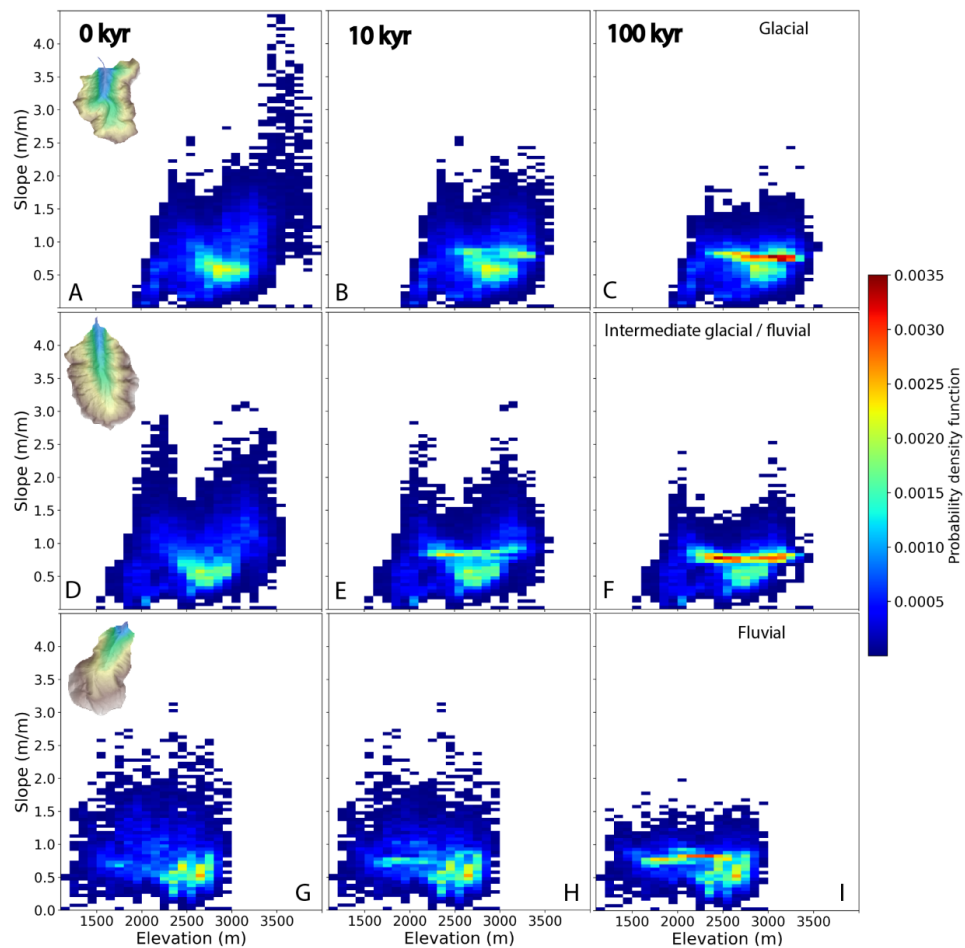 0 kyr
10 kyr
100 kyr
Glacial
4.0
3.5
3.0
2.5
2.0
1.5
1.0
0.5
Slope (m/m)
A
B
C
Intermediate glacial / fluvial
4.0
3.5
3.0
2.5
2.0
1.5
1.0
0.5
Slope (m/m)
D
E
F
Fluvial
4.0
3.5
3.0
2.5
2.0
1.5
1.0
0.5
0.0
Slope (m/m)
G
H
I
1500 2000 2500 3000 3500
Elevation (m)
1500 2000 2500 3000 3500
Elevation (m)
1500 2000 2500 3000 3500
Elevation (m)
0.0035
0.0030
0.0025
0.0020
0.0015
0.0010
0.0005
Probability density function